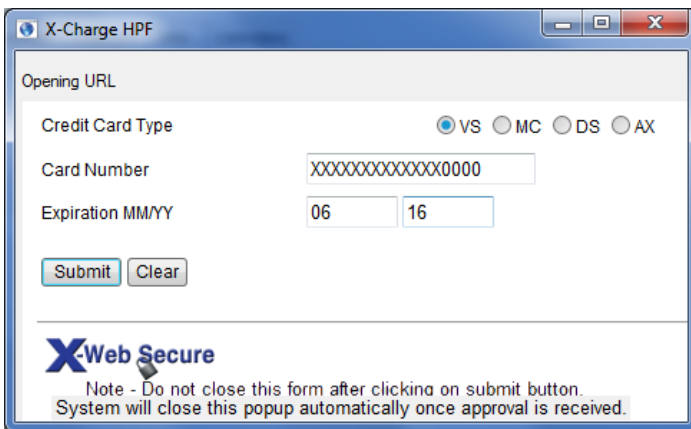 X-Charge HPF
Opening URL
Credit Card Type VS MC DS AX
Card Number XXXXXXXXXXXXX0000
Expiration MM/YY 06 16
Submit Clear
X-Web Secure
Note - Do not close this form after clicking on submit button.
System will close this popup automatically once approval is received.